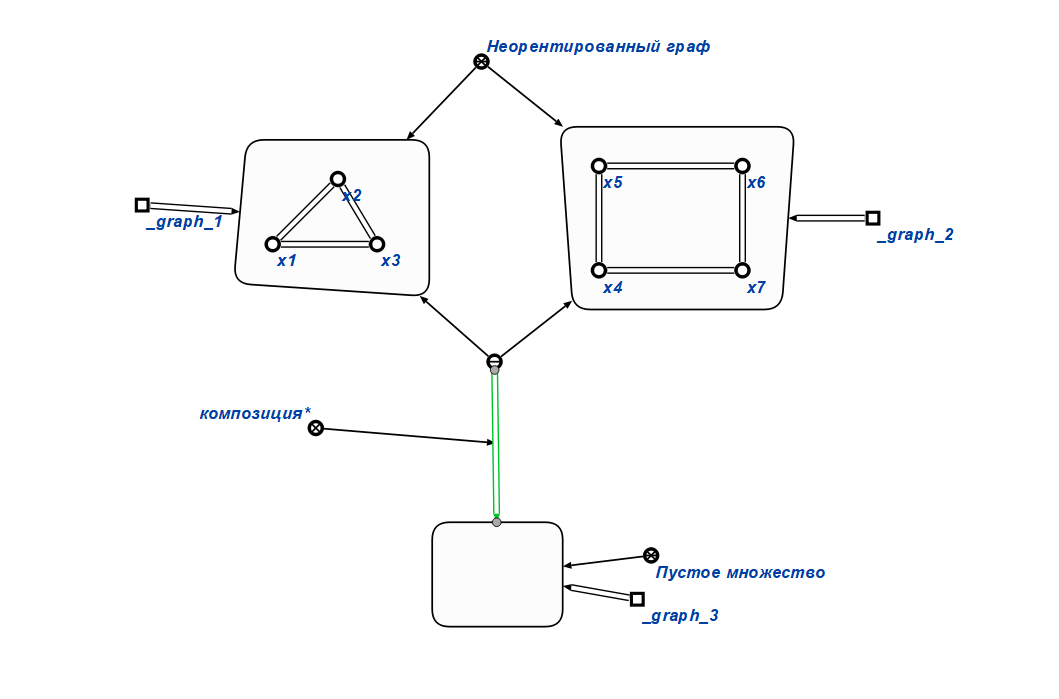 Неорентированный граф
x2
x1
x3
_graph_1
x5
x6
x4
x7
_graph_2
композиция*
Пустое множество
_graph_3